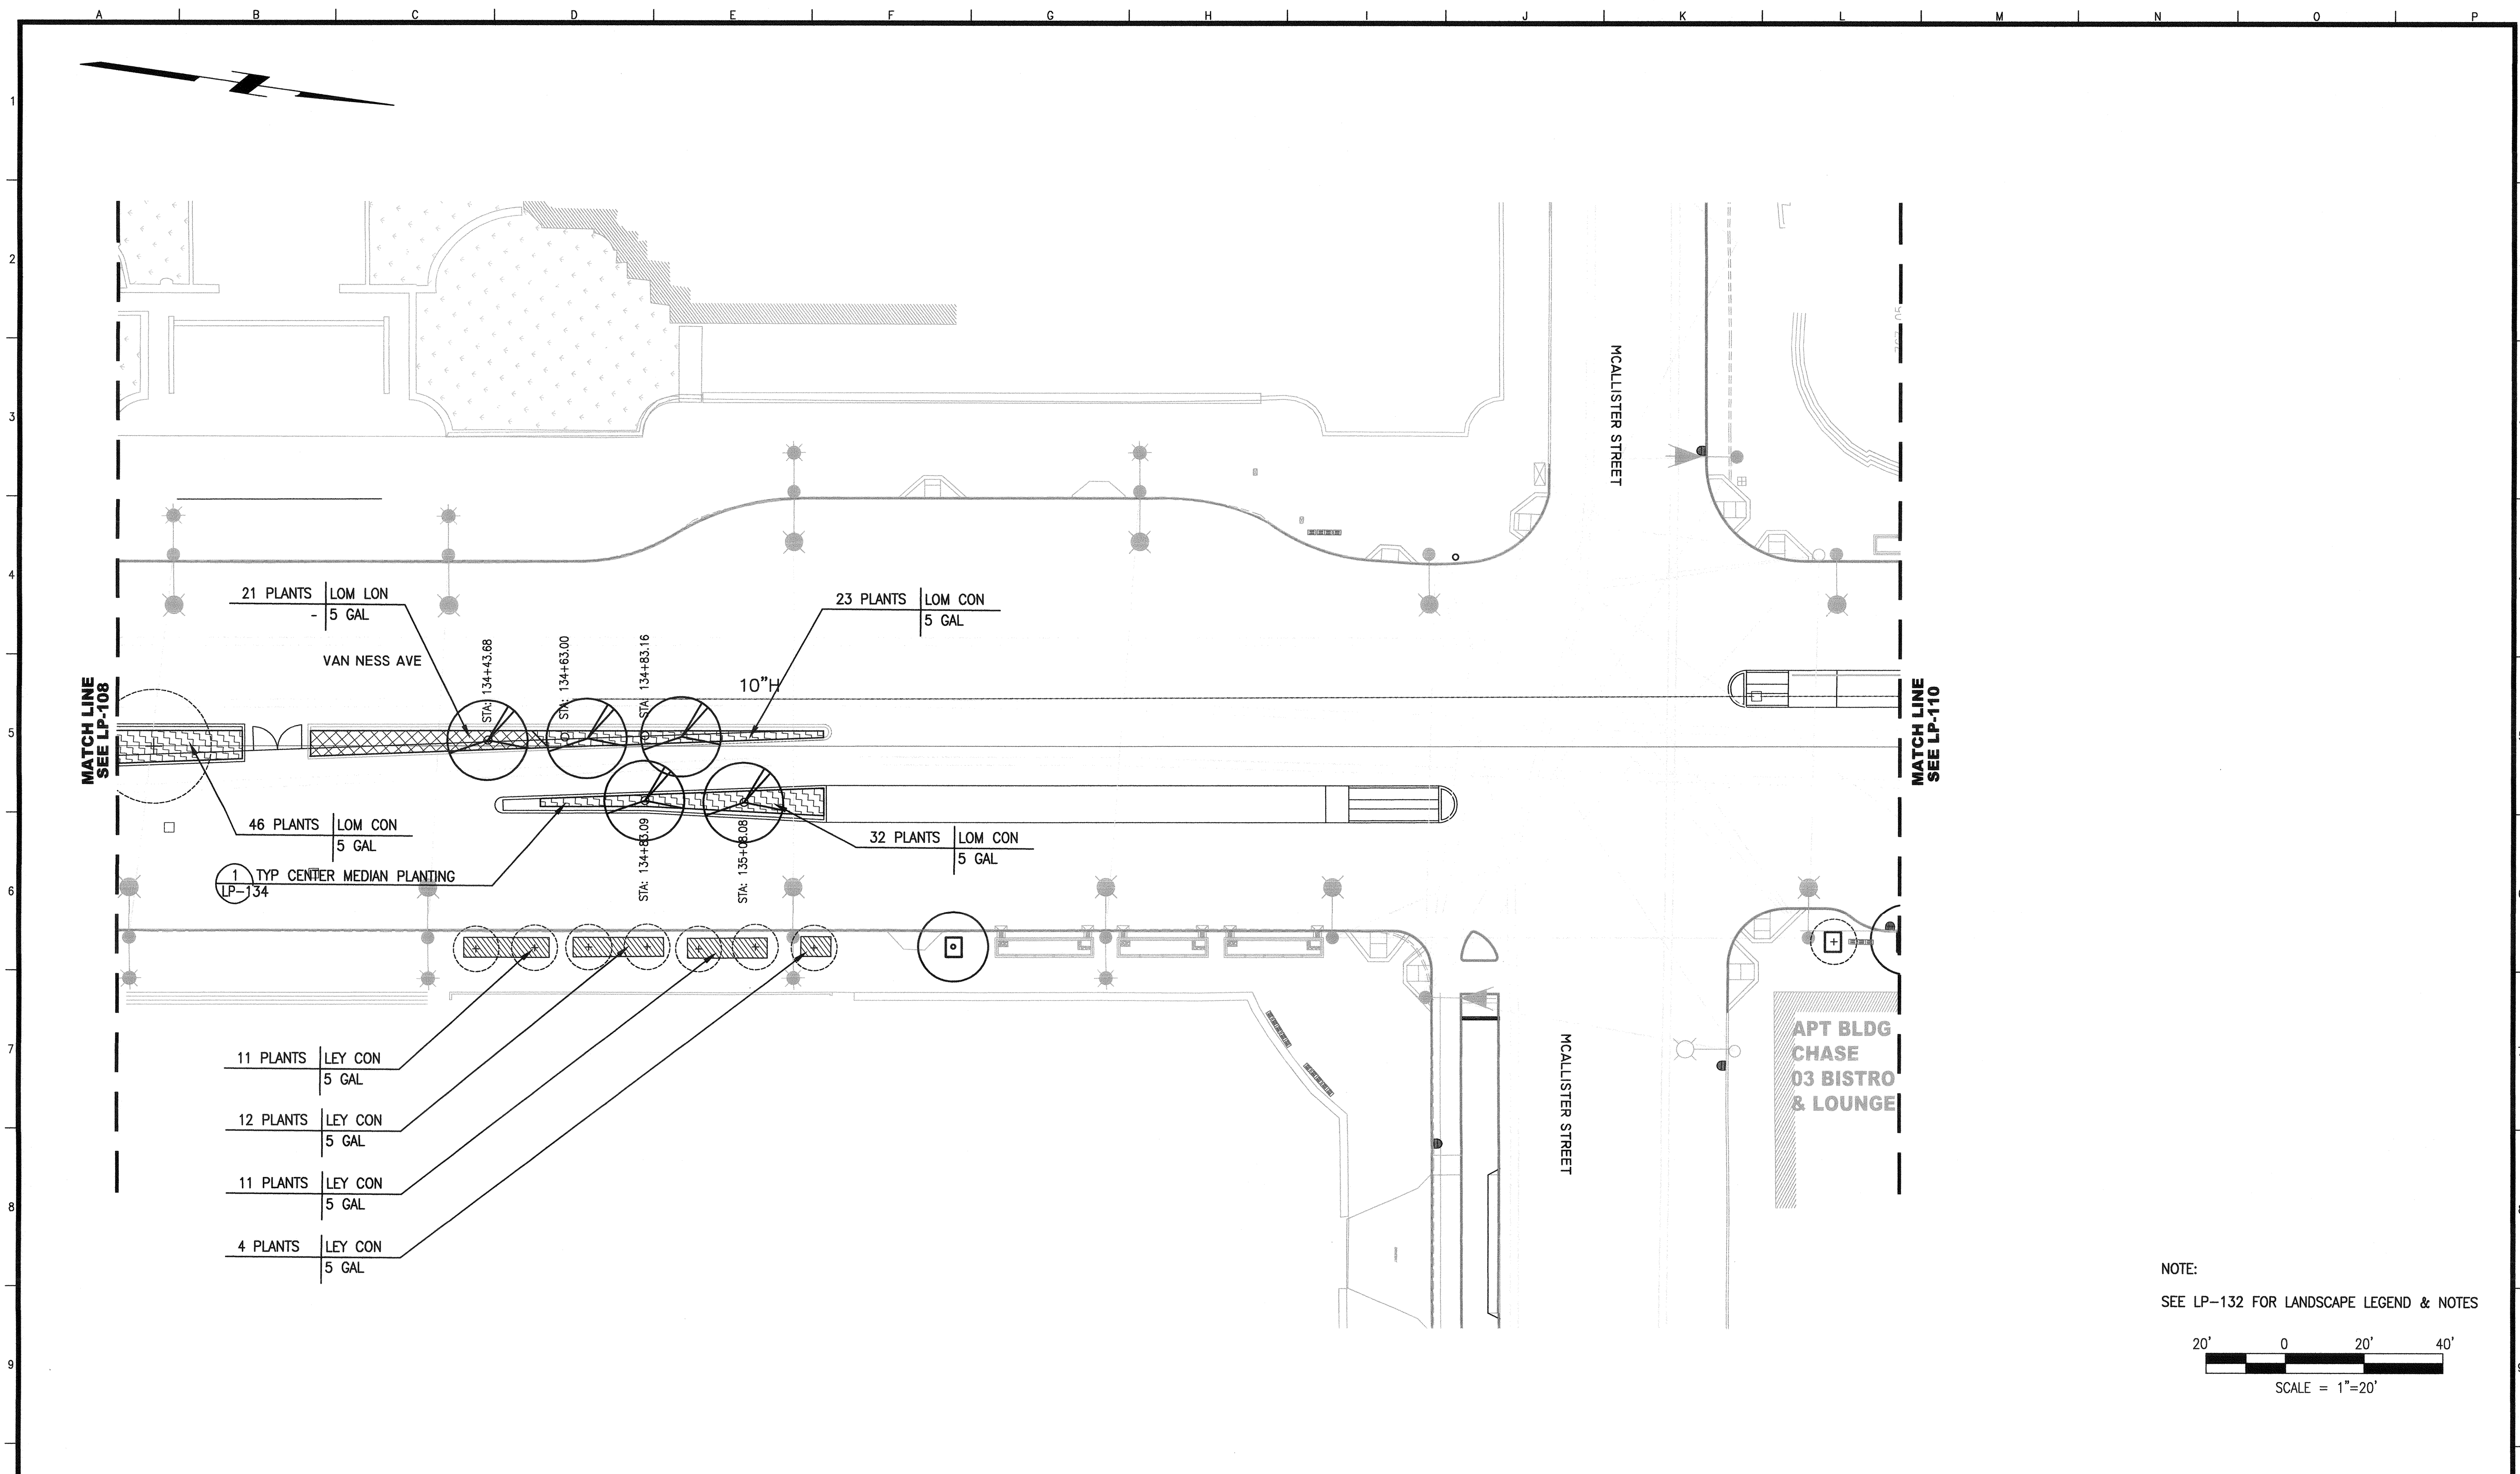 A B C D E F G H I J K L M N O P
1
2
3
4
5
6
7
8
9
MCALLISTER STREET
21 PLANTS LOM LON
- 5 GAL
23 PLANTS LOM CON
5 GAL
VAN NESS AVE
STA: 134+43.68
STA: 134+63.00
STA: 134+83.16
10"H
MATCH LINE
SEE LP-108
MATCH LINE
SEE LP-110
46 PLANTS LOM CON
5 GAL
32 PLANTS LOM CON
5 GAL
1 TYP CENTER MEDIAN PLANTING
LP-134
STA: 134+83.09
STA: 135+08.08
11 PLANTS LEY CON
5 GAL
12 PLANTS LEY CON
5 GAL
11 PLANTS LEY CON
5 GAL
4 PLANTS LEY CON
5 GAL
MCALLISTER STREET
APT BLDG
CHASE
03 BISTRO
& LOUNGE
NOTE:
SEE LP-132 FOR LANDSCAPE LEGEND & NOTES
20' 0 20' 40'
SCALE = 1"=20'